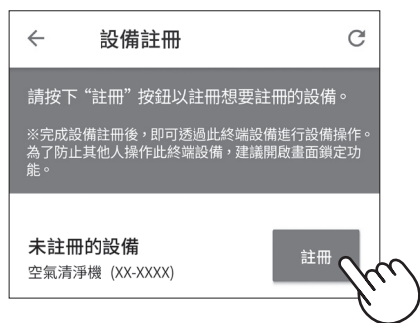 設備註冊
請按下“註冊”按鈕以註冊想要註冊的設備。
※完成設備註冊後，即可透過此終端設備進行設備操作。
為了防止其他人操作此終端設備，建議開啟畫面鎖定功
能。
未註冊的設備
空氣清淨機 (XX-XXXX)
註冊